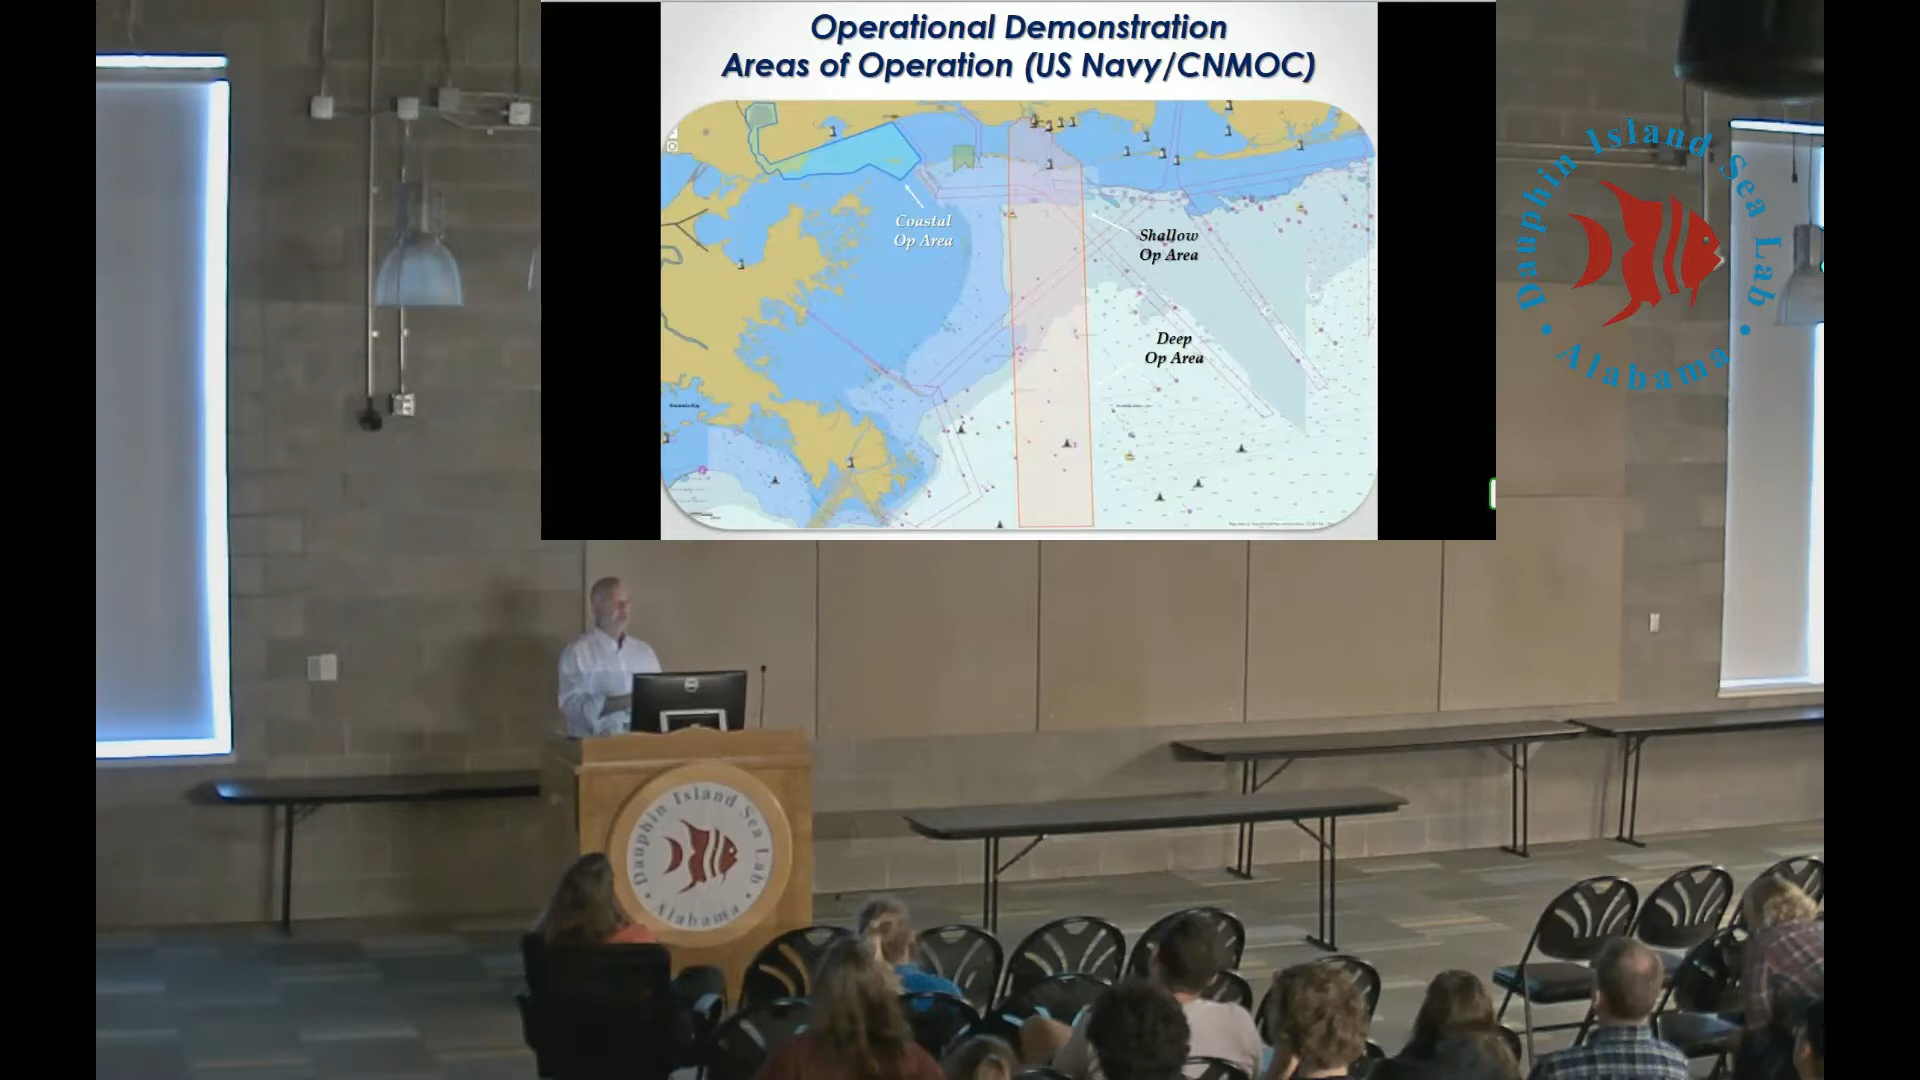 Operational Demonstration
Areas of Operation (US Navy/CNMOC)
Coastal
Op Area
Shallow
Op Area
Deep
Op Area
Dauphin Island Sea Lab
• Alabama •
DELL
Dauphin Island Sea Lab
• Alabama •